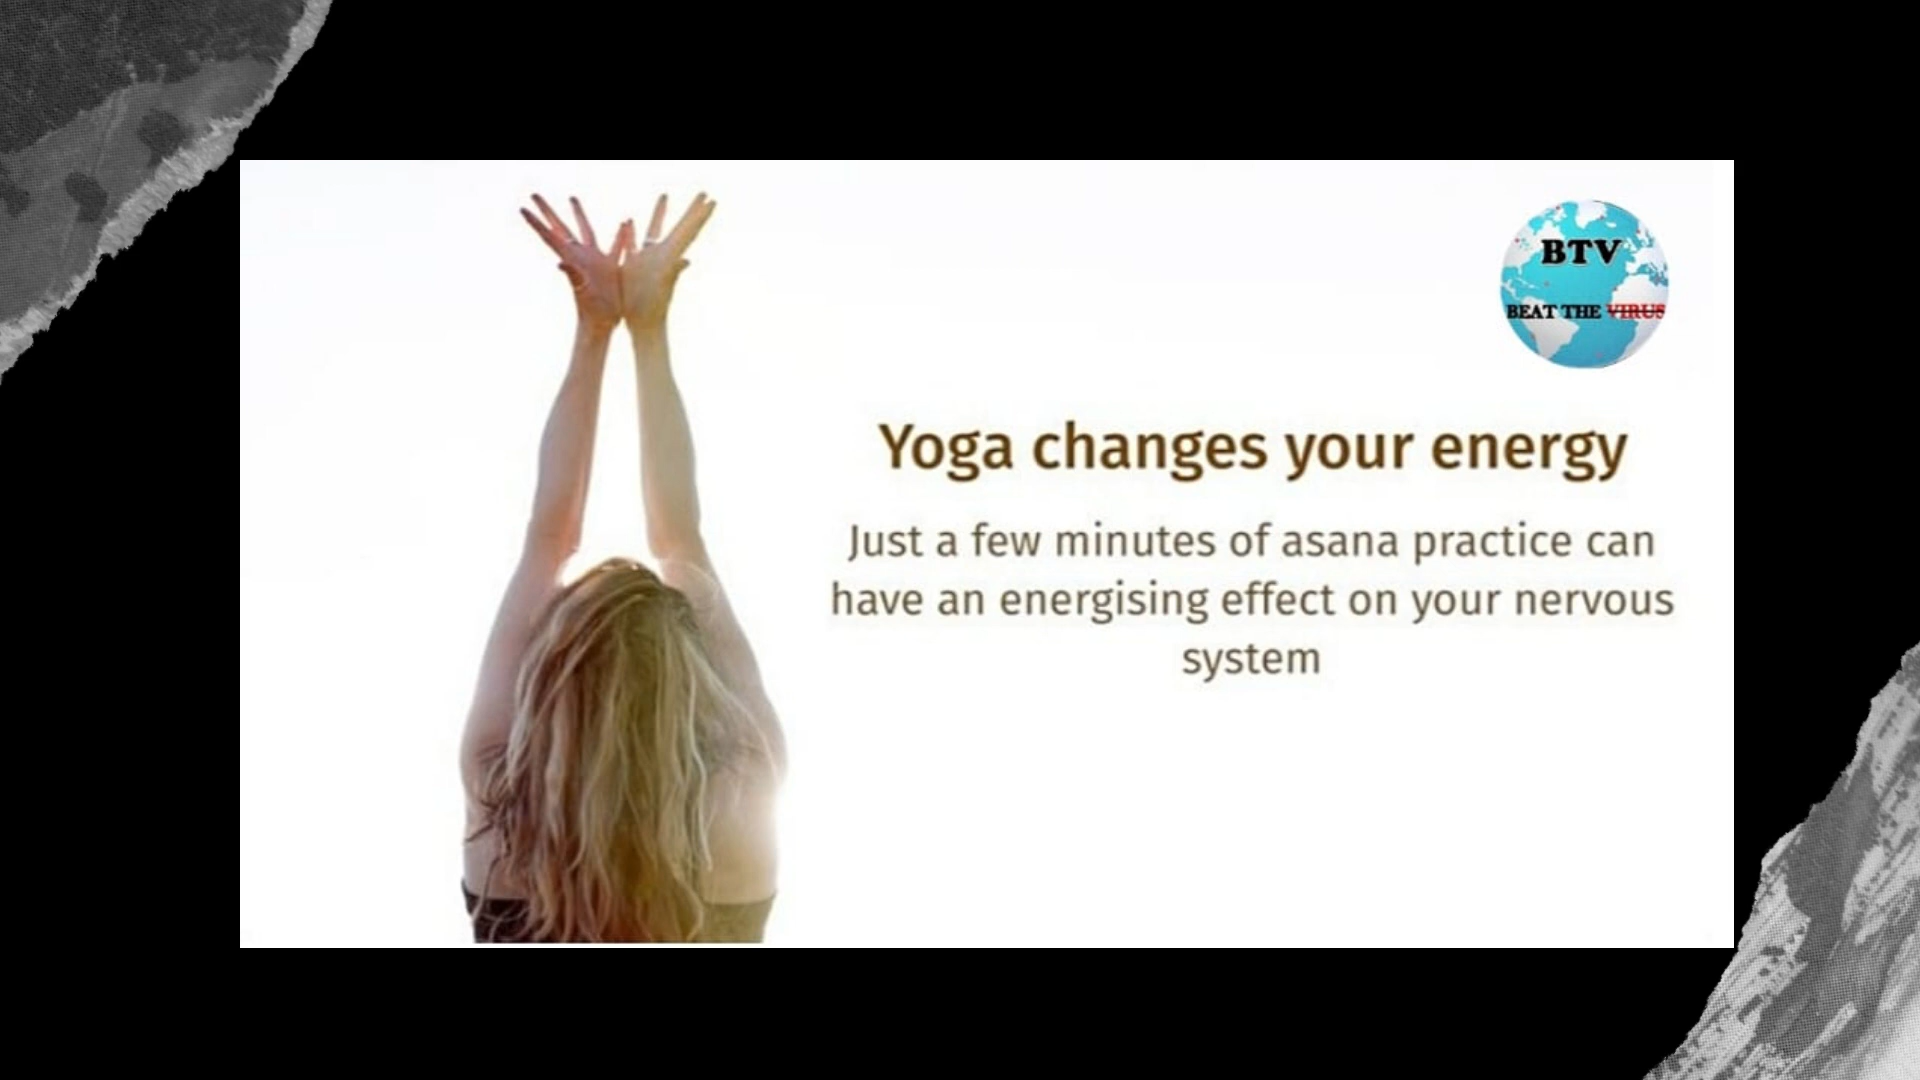 BTV
BEAT THE VIRUS
Yoga changes your energy
Just a few minutes of asana practice can
have an energising effect on your nervous
system